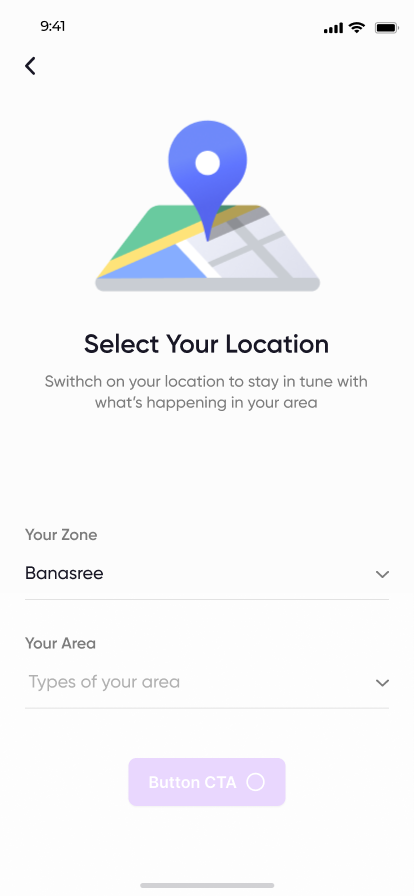 9:41
Select Your Location
Swithch on your location to stay in tune with
what's happening in your area
Your Zone
Banasree
Your Area
Types of your area
Button CTA